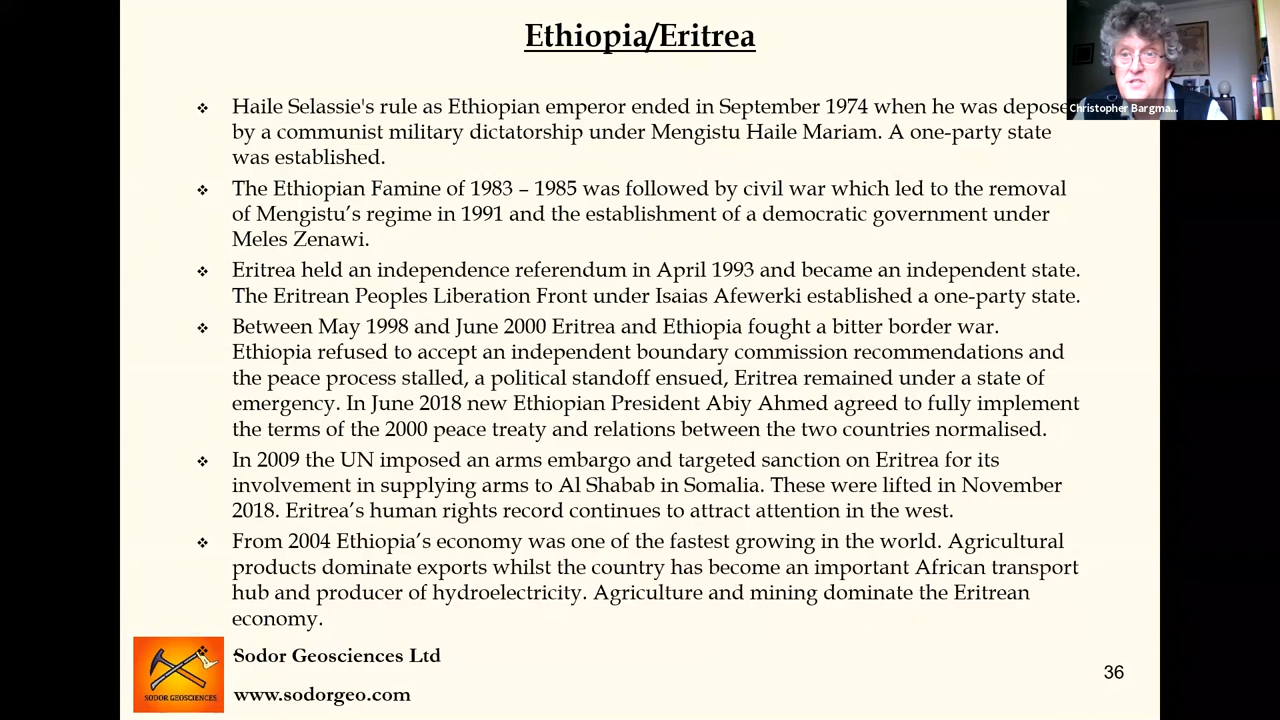 Ethiopia/Eritrea
Haile Selassie's rule as Ethiopian emperor ended in September 1974 when he was depose
by a communist military dictatorship under Mengistu Haile Mariam. A one-party state
was established.
The Ethiopian Famine of 1983 – 1985 was followed by civil war which led to the removal
of Mengistu’s regime in 1991 and the establishment of a democratic government under
Meles Zenawi.
Eritrea held an independence referendum in April 1993 and became an independent state.
The Eritrean Peoples Liberation Front under Isaias Afewerki established a one-party state.
Between May 1998 and June 2000 Eritrea and Ethiopia fought a bitter border war.
Ethiopia refused to accept an independent boundary commission recommendations and
the peace process stalled, a political standoff ensued, Eritrea remained under a state of
emergency. In June 2018 new Ethiopian President Abiy Ahmed agreed to fully implement
the terms of the 2000 peace treaty and relations between the two countries normalised.
In 2009 the UN imposed an arms embargo and targeted sanction on Eritrea for its
involvement in supplying arms to Al Shabab in Somalia. These were lifted in November
2018. Eritrea’s human rights record continues to attract attention in the west.
From 2004 Ethiopia’s economy was one of the fastest growing in the world. Agricultural
products dominate exports whilst the country has become an important African transport
hub and producer of hydroelectricity. Agriculture and mining dominate the Eritrean
economy.
Christopher Bargma...
SODOR GEOSCIENCES
Sodor Geosciences Ltd
www.sodorgeo.com
36